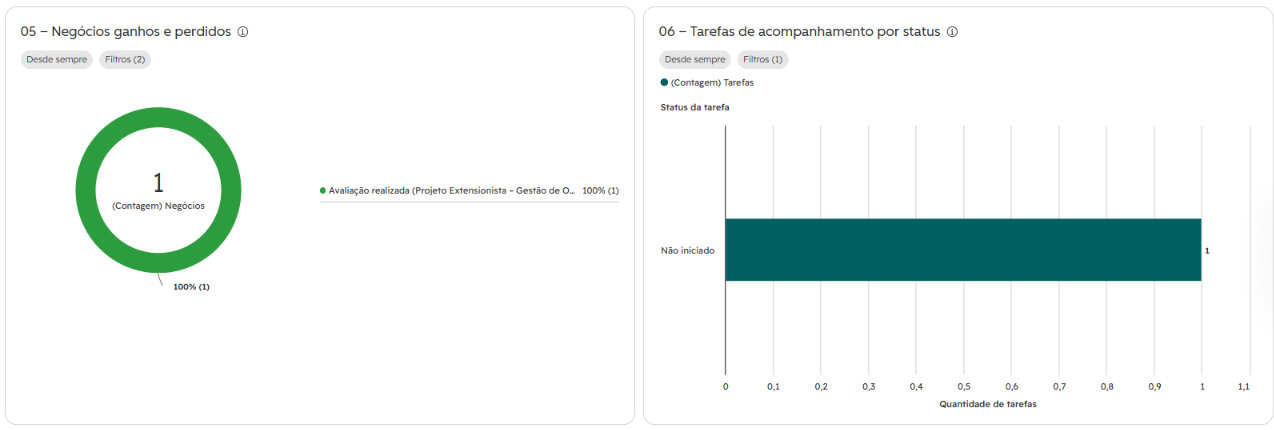 05 – Negócios ganhos e perdidos
Desde sempre Filtros (2)
1
(Contagem) Negócios
100% (1)
Avaliação realizada (Projeto Extensionista – Gestão de O... 100% (1)
06 – Tarefas de acompanhamento por status
Desde sempre Filtros (1)
(Contagem) Tarefas
Status da tarefa
Não iniciado
1
0 0,1 0,2 0,3 0,4 0,5 0,6 0,7 0,8 0,9 1 1,1
Quantidade de tarefas